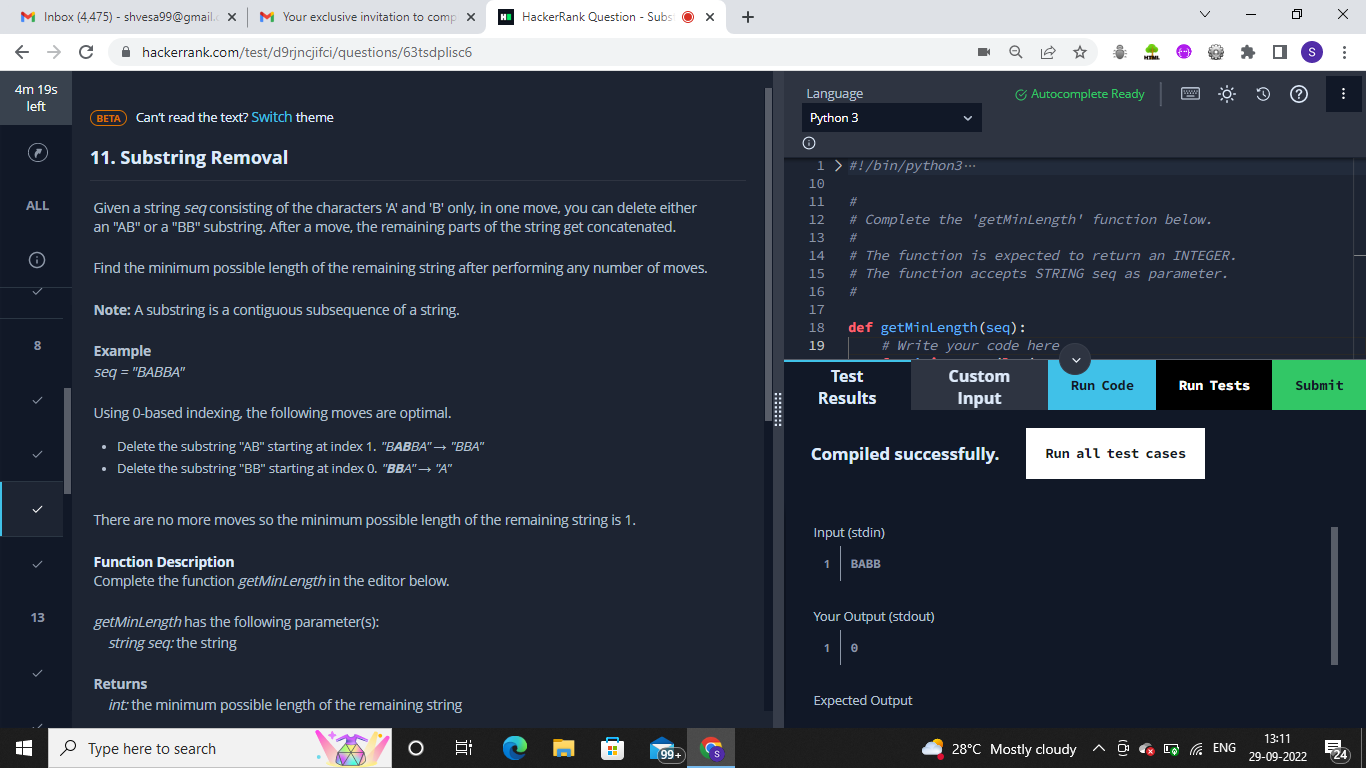 Inbox (4,475) - shvesa99@gmail.c
Your exclusive invitation to comp
HackerRank Question - Subs
hackerrank.com/test/d9rjncjifci/questions/63tsdplisc6
S
4m 19s
left
ALL
8
13
BETA Can't read the text? Switch theme
11. Substring Removal
Given a string seq consisting of the characters 'A' and 'B' only, in one move, you can delete either
an "AB" or a "BB" substring. After a move, the remaining parts of the string get concatenated.
Find the minimum possible length of the remaining string after performing any number of moves.
Note: A substring is a contiguous subsequence of a string.
Example
seq = "BABBA"
Using 0-based indexing, the following moves are optimal.
• Delete the substring "AB" starting at index 1. "BABBA" → "BBA"
• Delete the substring "BB" starting at index 0. "BBA" → "A"
There are no more moves so the minimum possible length of the remaining string is 1.
Function Description
Complete the function getMinLength in the editor below.
getMinLength has the following parameter(s):
string seq: the string
Returns
int: the minimum possible length of the remaining string
Language
Autocomplete Ready
Python 3
1 #!/bin/python3…
10
11 #
12 # Complete the 'getMinLength' function below.
13 #
14 # The function is expected to return an INTEGER.
15 # The function accepts STRING seq as parameter.
16 #
17
18 def getMinLength(seq):
19 # Write your code here
Test
Results
Custom
Input
Run Code
Run Tests
Submit
Compiled successfully.
Run all test cases
Input (stdin)
1 BABB
Your Output (stdout)
1 0
Expected Output
Type here to search
99+
S
28°C Mostly cloudy
ENG
13:11
29-09-2022
24